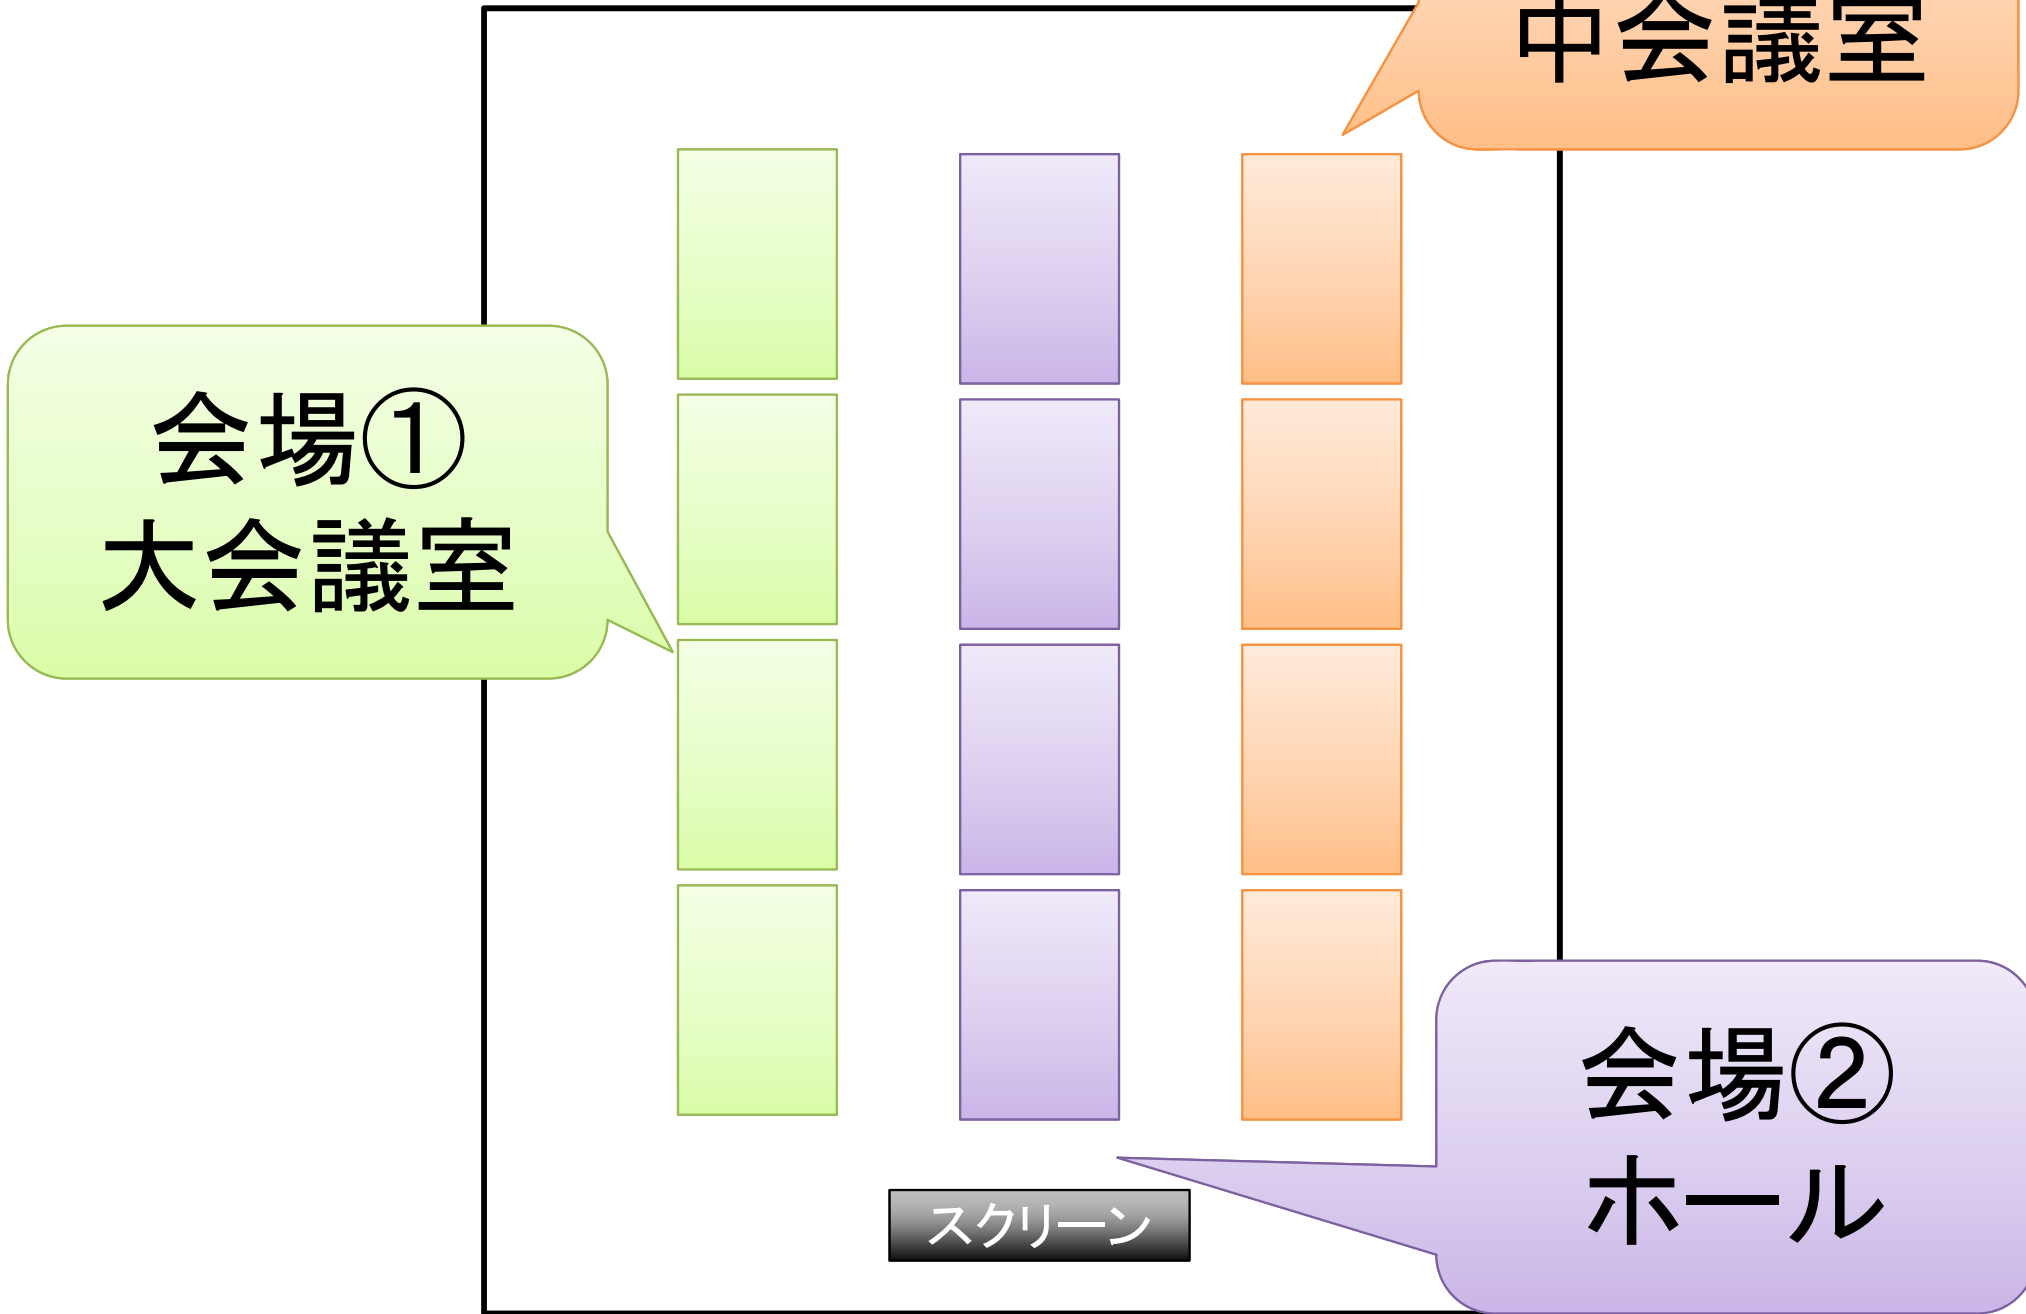 中会議室
会場①
大会議室
会場②
ホール
スクリーン